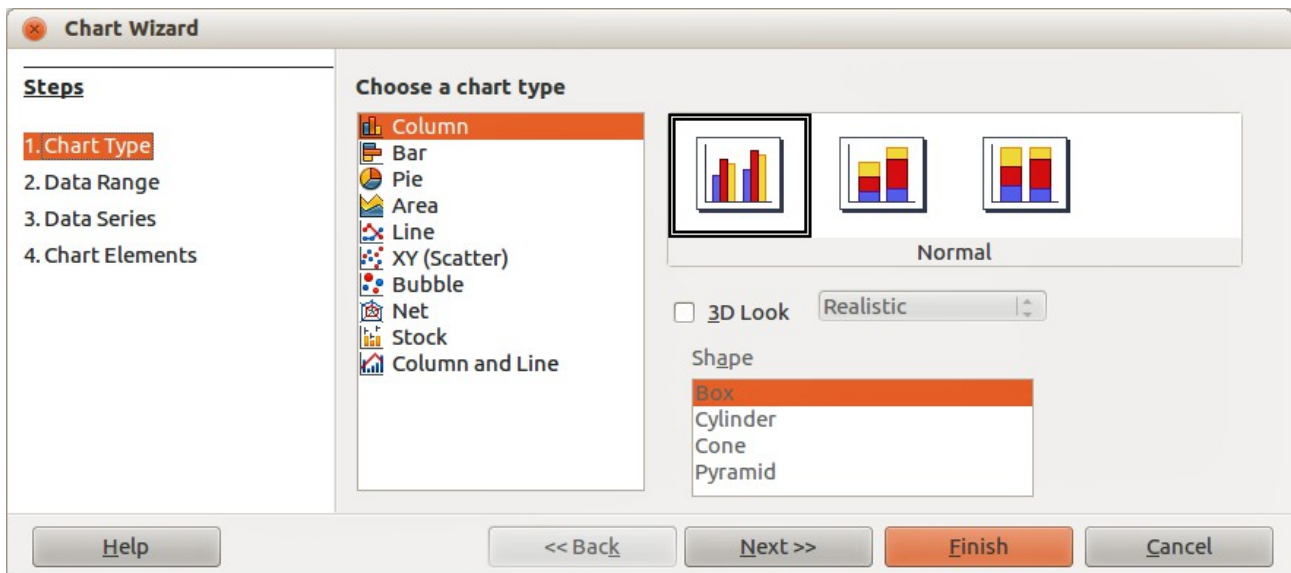 Chart Wizard
Steps
1. Chart Type
2. Data Range
3. Data Series
4. Chart Elements
Choose a chart type
Column
Bar
Pie
Area
Line
XY (Scatter)
Bubble
Net
Stock
Column and Line
Normal
3D Look
Realistic
Shape
Box
Cylinder
Cone
Pyramid
Help
<< Back
Next >>
Finish
Cancel